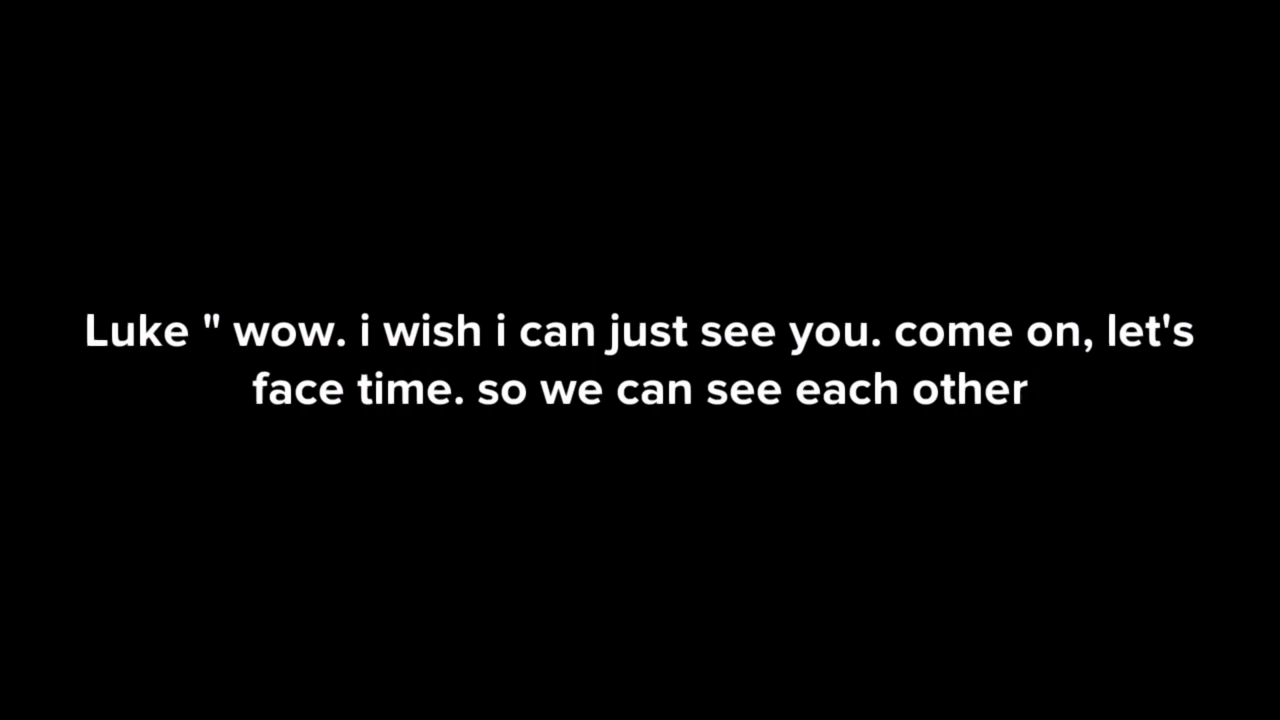 Luke " wow. i wish i can just see you. come on, let's
face time. so we can see each other